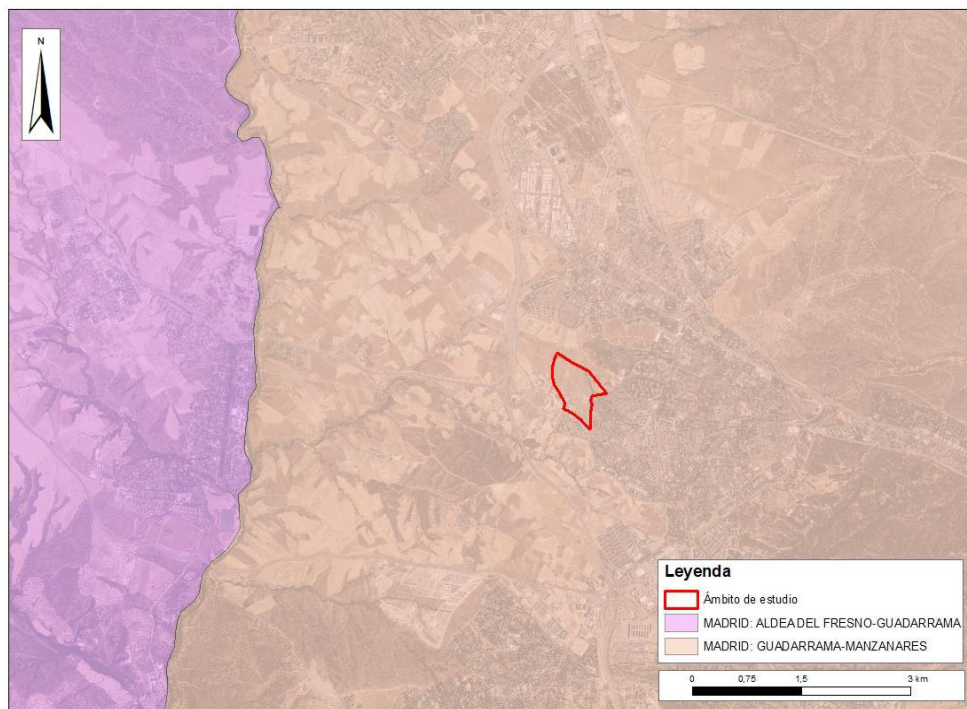 N
Leyenda
Ámbito de estudio
MADRID: ALDEA DEL FRESNO-GUADARRAMA
MADRID: GUADARRAMA-MANZANARES
0 0,75 1,5 3 km